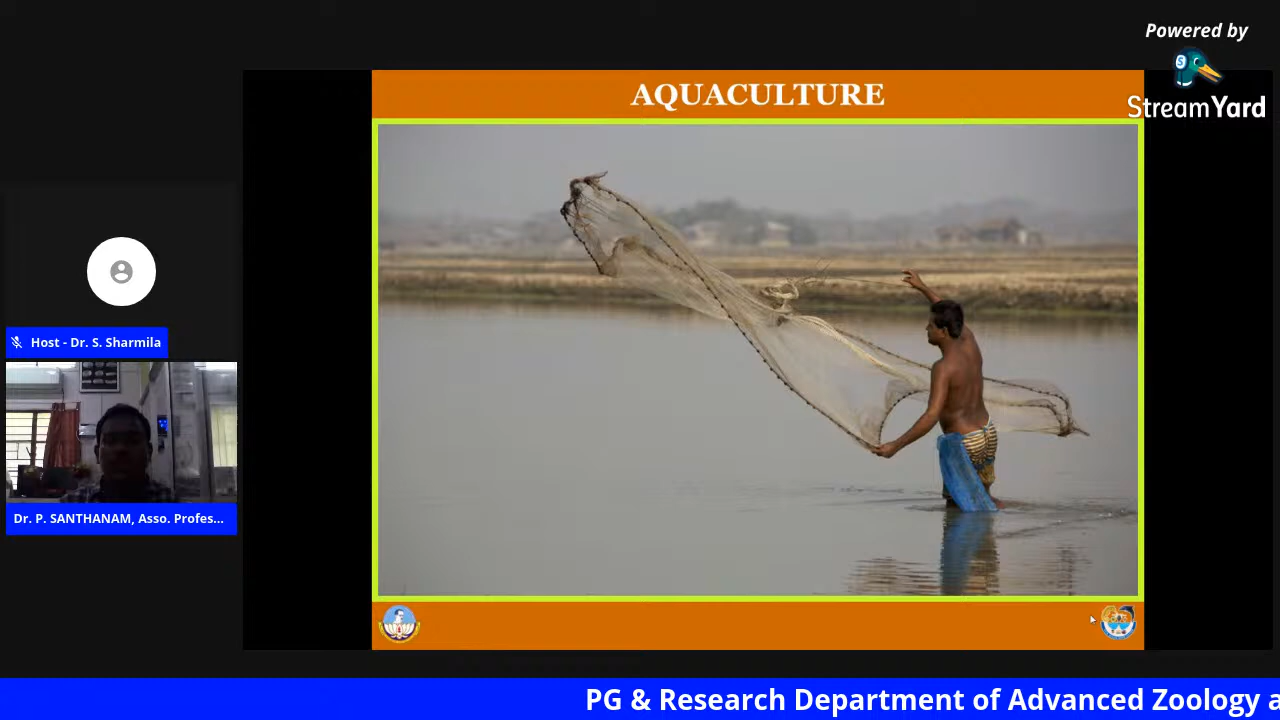 Powered by
StreamYard
AQUACULTURE
Host - Dr. S. Sharmila
Dr. P. SANTHANAM, Asso. Profes...
PG & Research Department of Advanced Zoology a